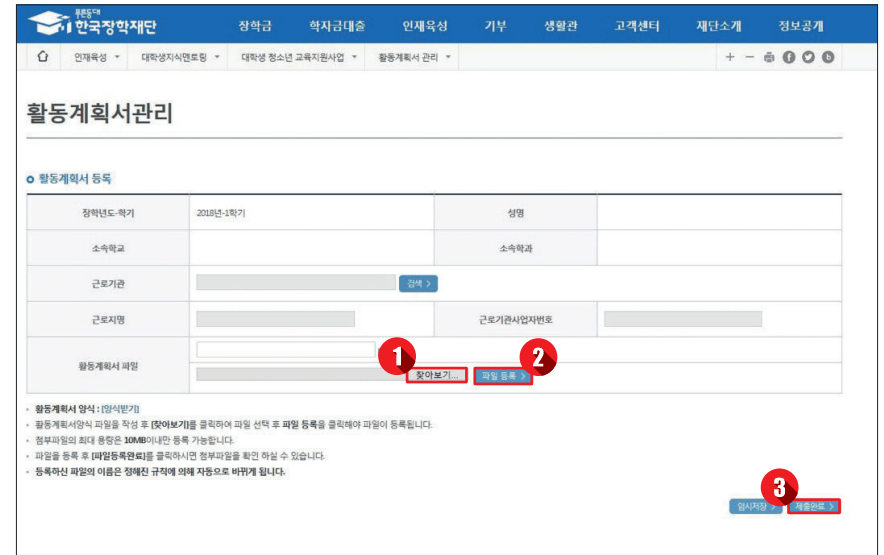 푸른등대
한국장학재단
장학금 학자금대출 인재육성 기부 생활관 고객센터 재단소개 정보공개
인재육성 대학생지식멘토링 대학생 청소년 교육지원사업 활동계획서 관리
활동계획서관리
활동계획서 등록
장학년도-학기 2018년-1학기 성명
소속학교 소속학과
근로기관 검색 >
근로지명 근로기관사업자번호
활동계획서 파일
1 찾아보기... 2 파일 등록 >
· 활동계획서 양식 : [양식받기]
· 활동계획서양식 파일을 작성 후 [찾아보기]를 클릭하여 파일 선택 후 파일 등록을 클릭해야 파일이 등록됩니다.
· 첨부파일의 최대 용량은 10MB이내만 등록 가능합니다.
· 파일을 등록 후 [파일등록완료]를 클릭하시면 첨부파일을 확인 하실 수 있습니다.
· 등록하신 파일의 이름은 정해진 규칙에 의해 자동으로 바뀌게 됩니다.
3
임시저장 > 제출완료 >